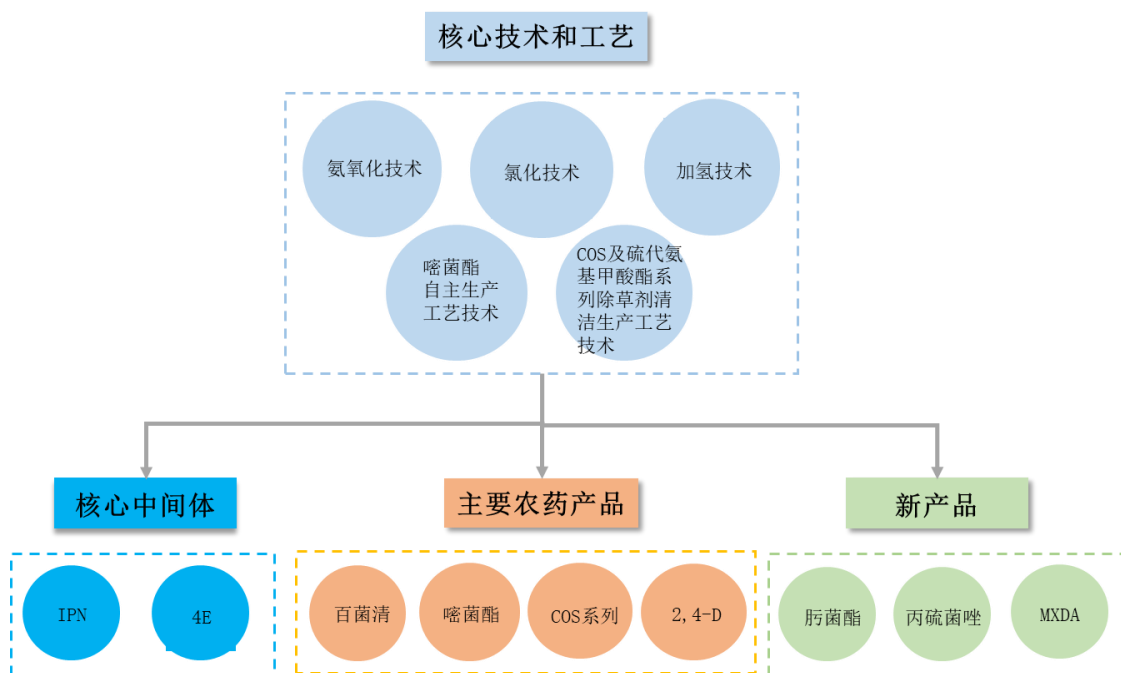 核心技术和工艺
氨氧化技术
氯化技术
加氢技术
嘧菌酯
自主生产
工艺技术
COS及硫代氨
基甲酸酯系
列除草剂清
洁生产工艺
技术
核心中间体
主要农药产品
新产品
IPN
4E
百菌清
嘧菌酯
COS系列
2,4-D
肟菌酯
丙硫菌唑
MXDA